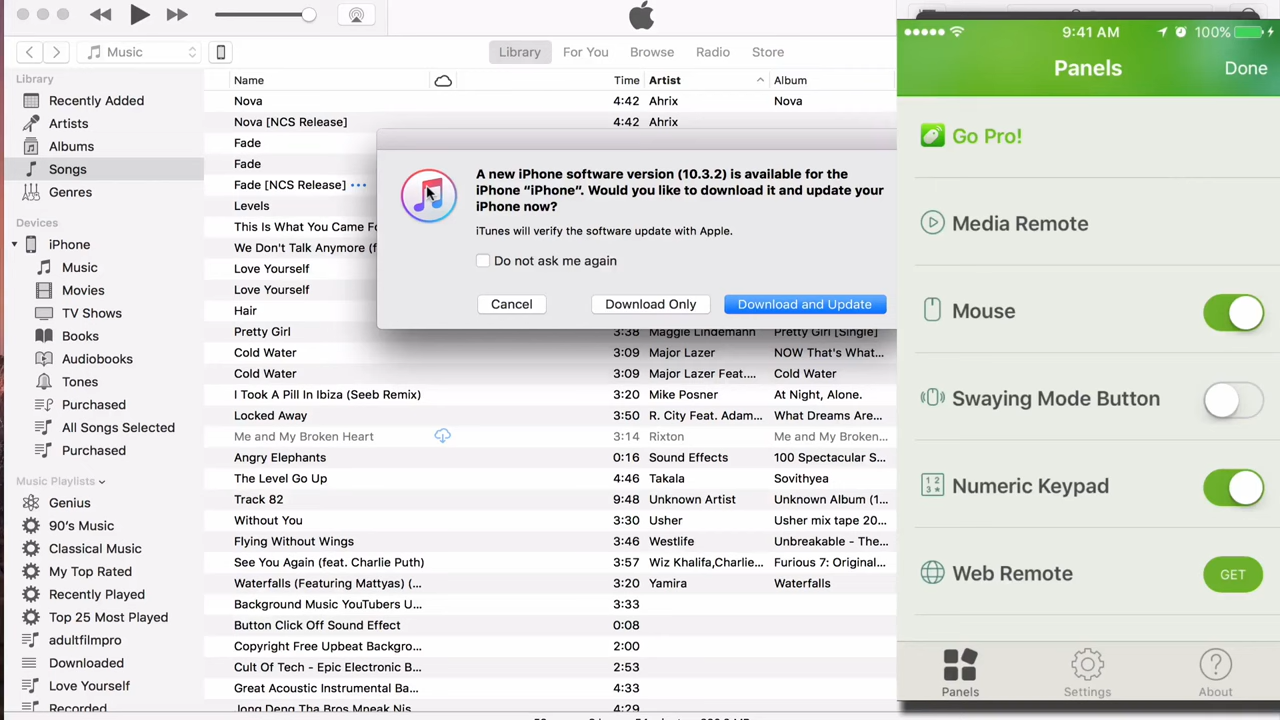 Music
Library
For You
Browse
Radio
Store
Library
Recently Added
Artists
Albums
Songs
Genres
Devices
iPhone
Music
Movies
TV Shows
Books
Audiobooks
Tones
Purchased
All Songs Selected
Purchased
Music Playlists
Genius
90's Music
Classical Music
My Top Rated
Recently Played
Top 25 Most Played
adultfilmpro
Downloaded
Love Yourself
Recorded
Name Time Artist Album
Nova 4:42 Ahrix Nova
Nova [NCS Release] 4:42 Ahrix
Fade
Fade
Fade [NCS Release] •••
Levels
This Is What You Came F
We Don't Talk Anymore (f
Love Yourself
Love Yourself
Hair
Pretty Girl 3:38 Maggie Lindemann Pretty Girl [Single]
Cold Water 3:09 Major Lazer NOW That's What...
Cold Water 3:09 Major Lazer Feat.... Cold Water
I Took A Pill In Ibiza (Seeb Remix) 3:20 Mike Posner At Night, Alone.
Locked Away 3:50 R. City Feat. Adam... What Dreams Are...
Me and My Broken Heart 3:14 Rixton Me and My Broken...
Angry Elephants 0:16 Sound Effects 100 Spectacular S...
The Level Go Up 4:46 Takala Sovithyea
Track 82 9:48 Unknown Artist Unknown Album (1...
Without You 3:30 Usher Usher mix tape 20...
Flying Without Wings 3:46 Westlife Unbreakable - The...
See You Again (feat. Charlie Puth) 3:57 Wiz Khalifa,Charlie... Furious 7: Original...
Waterfalls (Featuring Mattyas) (... 3:20 Yamira Waterfalls
Background Music YouTubers U... 3:33
Button Click Off Sound Effect 0:08
Copyright Free Upbeat Backgro... 2:00
Cult Of Tech - Epic Electronic B... 2:53
Great Acoustic Instrumental Ba... 4:33
Jong Deng Tha Bros Mneak Nis 4:29
A new iPhone software version (10.3.2) is available for the
iPhone “iPhone”. Would you like to download it and update your
iPhone now?
iTunes will verify the software update with Apple.
Do not ask me again
Cancel
Download Only
Download and Update
9:41 AM 100%
Panels Done
Go Pro!
Media Remote
Mouse
Swaying Mode Button
Numeric Keypad
Web Remote GET
Panels
Settings
About